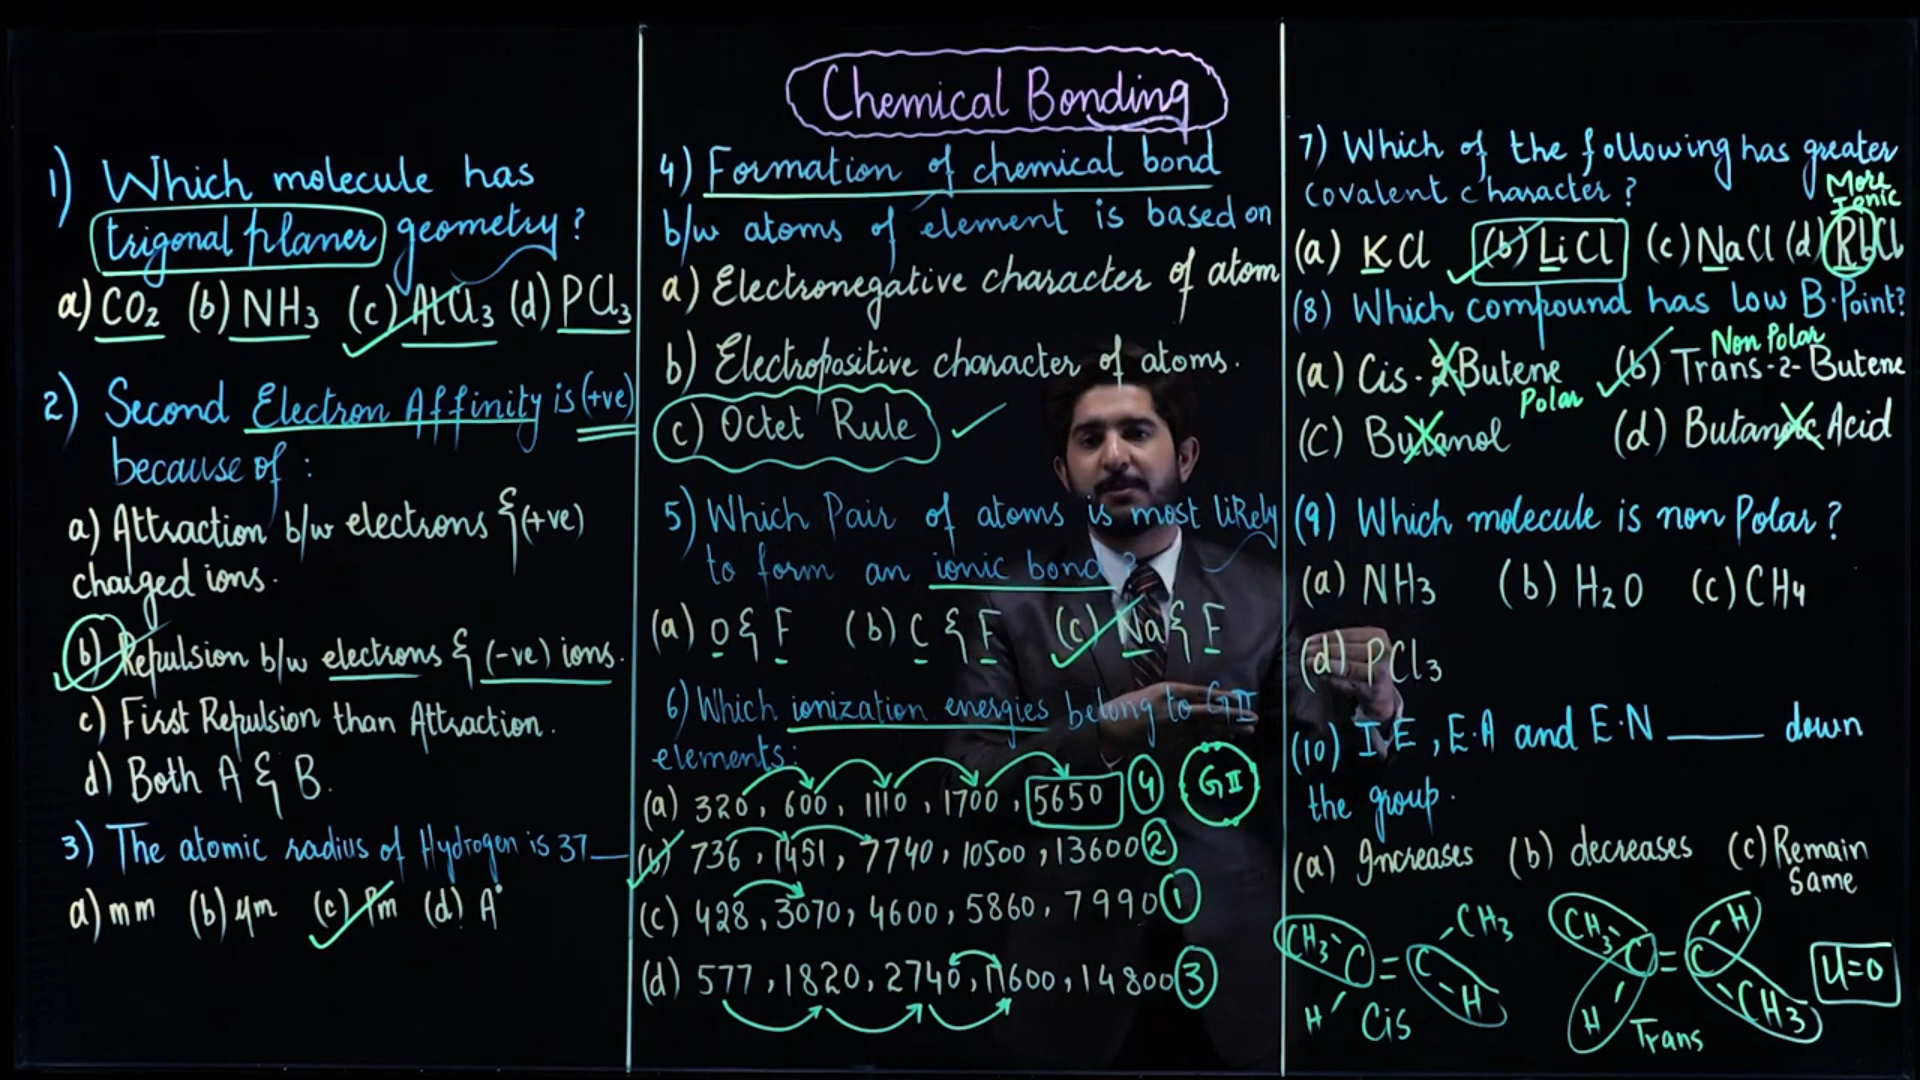 Chemical Bonding
1) Which molecule has
trigonal planer geometry?
a) CO2 (b) NH3 (c) AlCl3 (d) PCl3
2) Second Electron Affinity is (+ve)
because of :
a) Attraction b/w electrons & (+ve)
charged ions.
b) Repulsion b/w electrons & (-ve) ions.
c) First Repulsion than Attraction.
d) Both A & B.
3) The atomic radius of Hydrogen is 37__
a) mm (b) µm (c) Pm (d) A°
4) Formation of chemical bond
b/w atoms of element is based on
a) Electronegative character of atom
b) Electropositive character of atoms.
c) Octet Rule
5) Which Pair of atoms is most likely
to form an ionic bond?
(a) O & F (b) C & F (c) Na & F
6) Which ionization energies belong to GII
elements:
(a) 320, 600, 1110, 1700, 5650 4 GII
(b) 736, 1451, 7740, 10500, 13600 2
(c) 428, 3070, 4600, 5860, 7990 1
(d) 577, 1820, 2740, 11600, 14800 3
7) Which of the following has greater
covalent character?
More
Ionic
(a) KCl (b) LiCl (c) NaCl (d) RbCl
(8) Which compound has low B.Point?
Non Polar
(a) Cis-2-Butene (b) Trans-2-Butene
Polar
(C) Butanol (d) Butanoic Acid
(9) Which molecule is non Polar?
(a) NH3 (b) H2O (c) CH4
(d) PCl3
(10) I.E, E.A and E.N ____ down
the group.
(a) Increases (b) decreases (c) Remain
Same
CH3 C = C CH3
H H
Cis
CH3 C = C H
H CH3
Trans
U=0